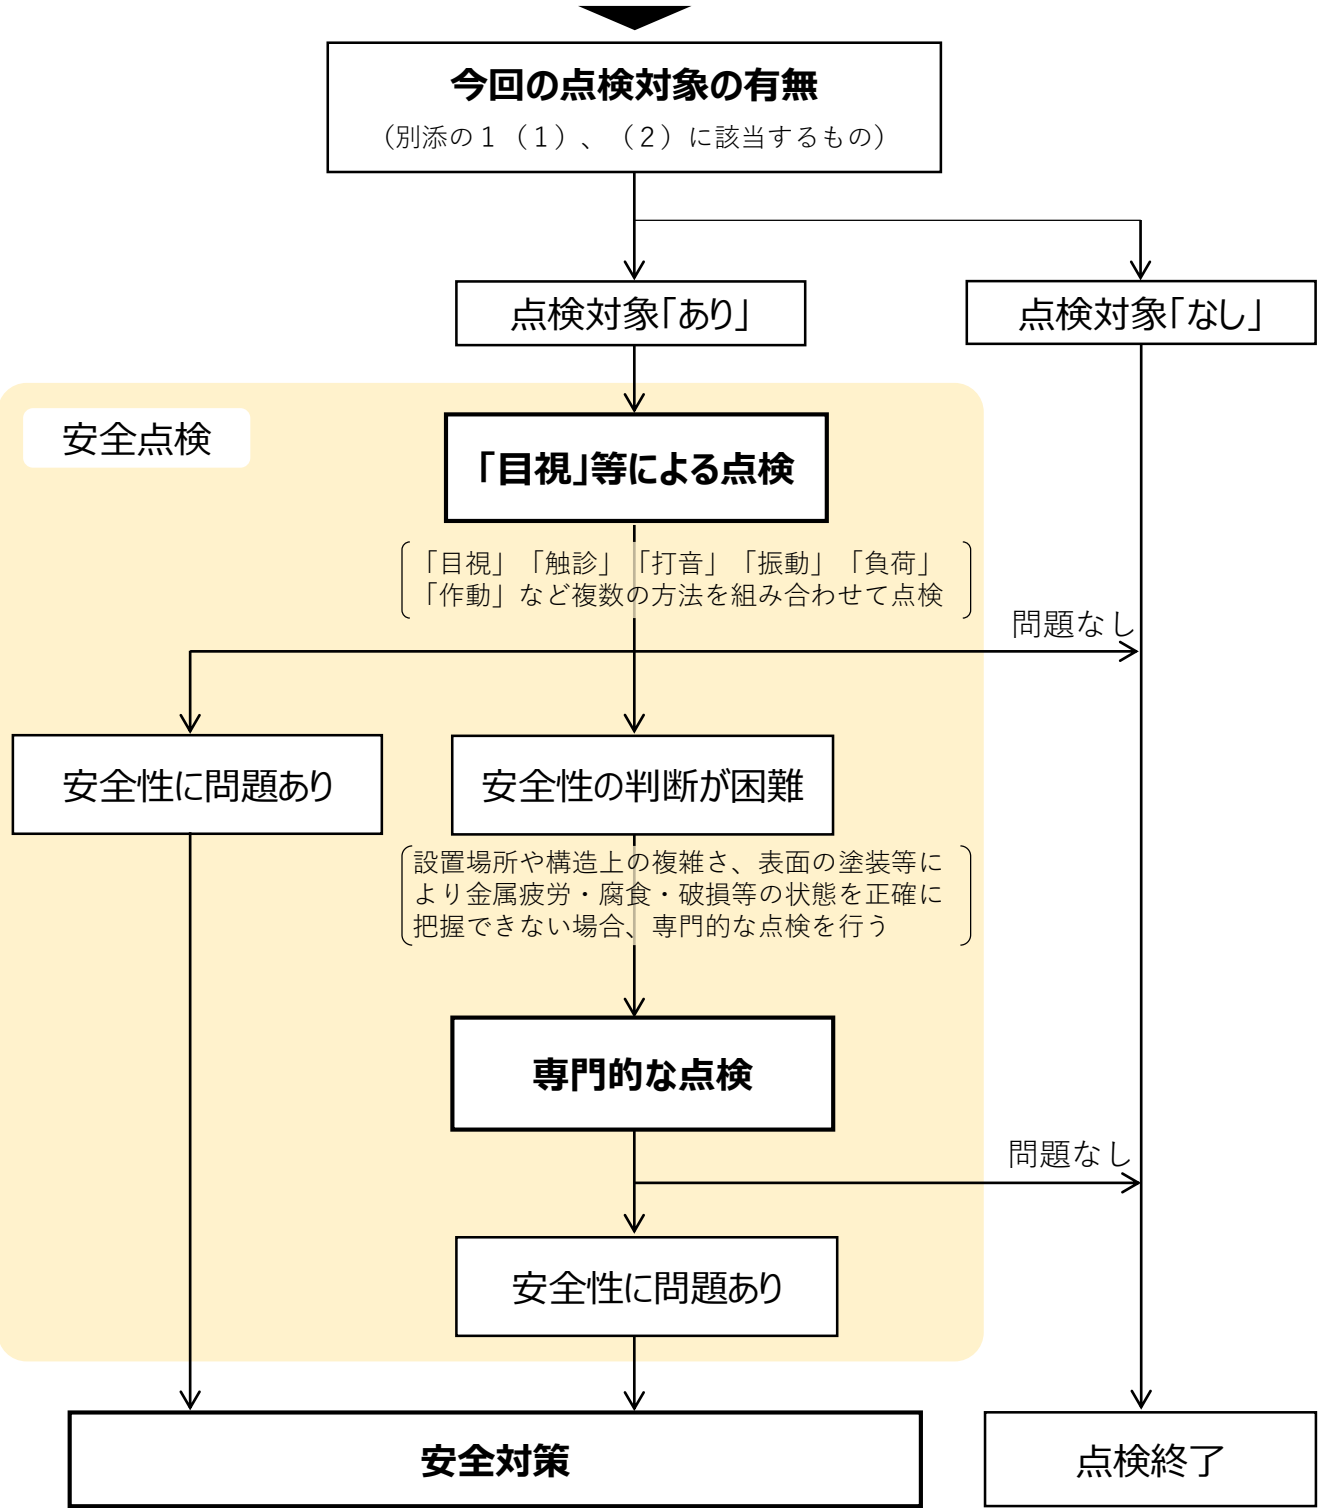 今回の点検対象の有無
（別添の１（１）、（２）に該当するもの）
点検対象「あり」
点検対象「なし」
安全点検
「目視」等による点検
「目視」「触診」「打音」「振動」「負荷」
「作動」など複数の方法を組み合わせて点検
問題なし
安全性に問題あり
安全性の判断が困難
設置場所や構造上の複雑さ、表面の塗装等に
より金属疲労・腐食・破損等の状態を正確に
把握できない場合、専門的な点検を行う
専門的な点検
問題なし
安全性に問題あり
安全対策
点検終了